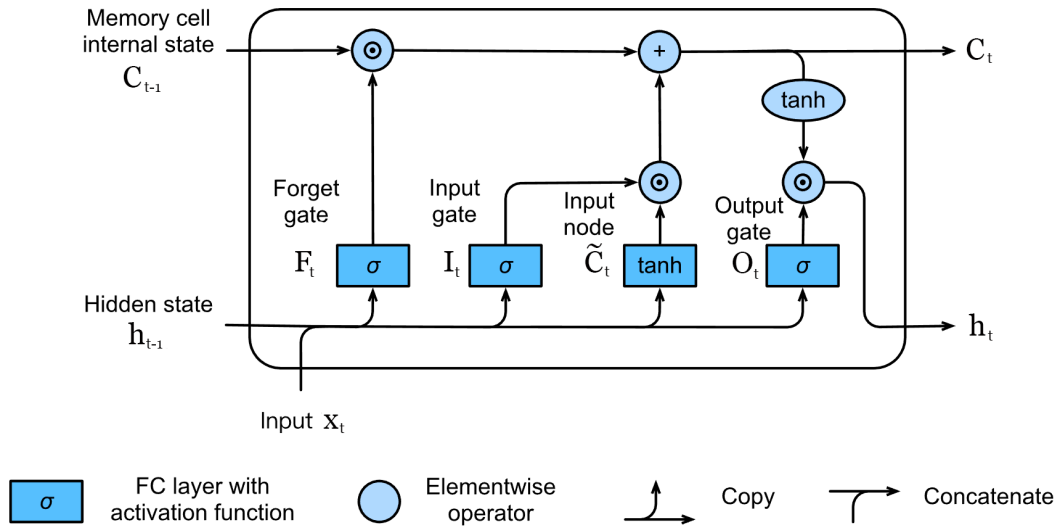 Memory cell
internal state
C_{t-1}
C_t
+
tanh
Forget
gate
F_t
σ
Input
gate
I_t
σ
Input
node
C̃_t
tanh
Output
gate
O_t
σ
Hidden state
h_{t-1}
h_t
Input x_t
σ
FC layer with
activation function
Elementwise
operator
Copy
Concatenate